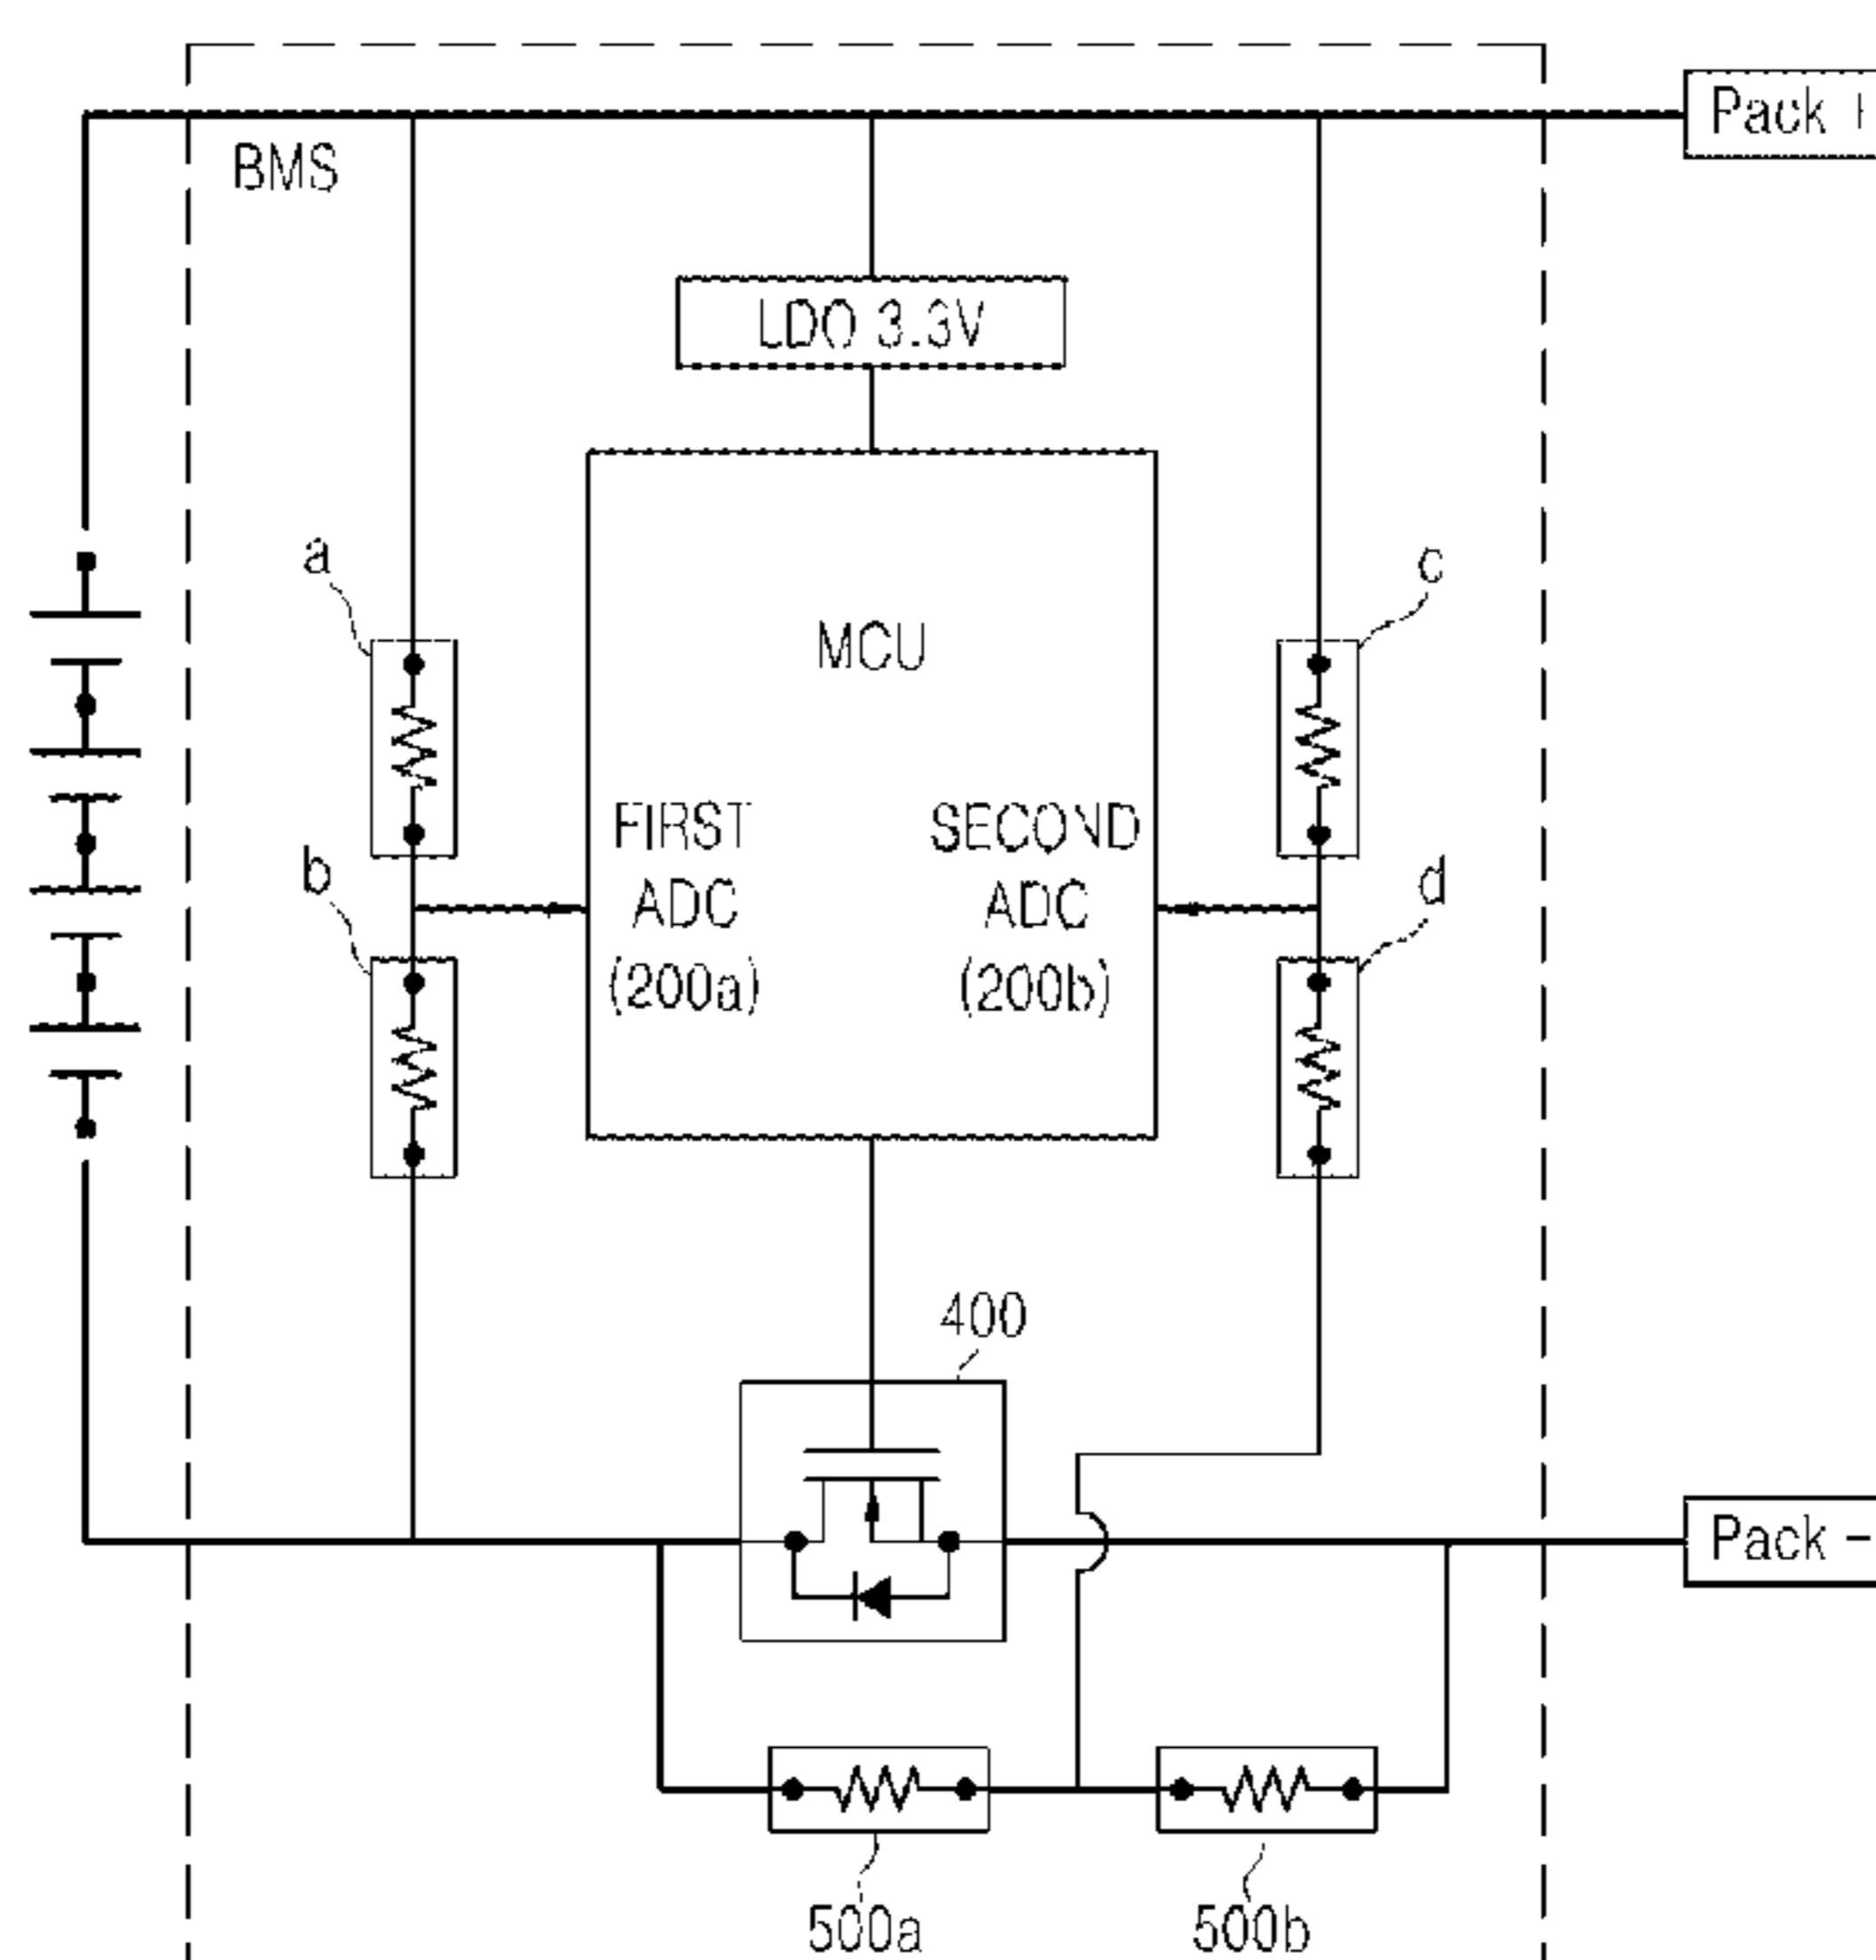 Pack +
BMS
LDO 3.3V
a
c
MCU
FIRST
ADC
(200a)
SECOND
ADC
(200b)
b
d
400
Pack -
500a
500b